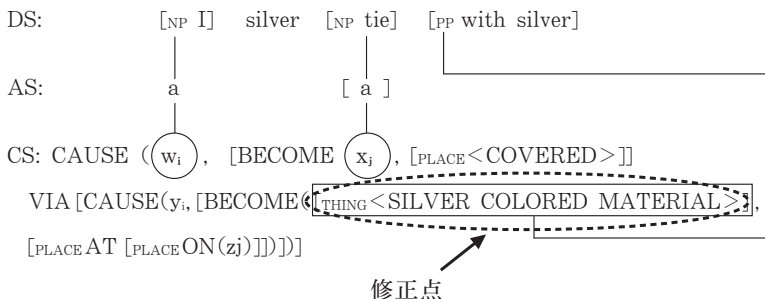 DS: [NP I] silver [NP tie] [PP with silver]
AS: a [ a ]
CS: CAUSE (wi), [BECOME xj, [PLACE<COVERED>]]
VIA [CAUSE(yi,[BECOME([THING<SILVER COLORED MATERIAL>],
[PLACE AT [PLACE ON(zj)]])])]
修正点